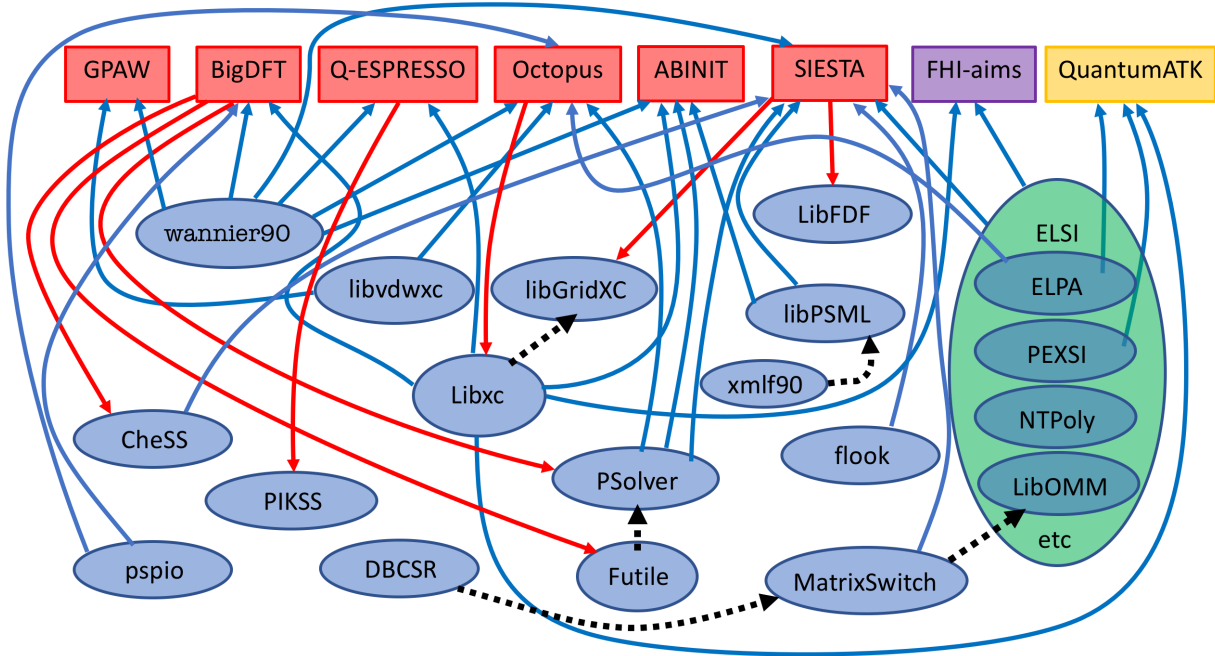 GPAW
BigDFT
Q-ESPRESSO
Octopus
ABINIT
SIESTA
FHI-aims
QuantumATK
wannier90
LibFDF
ELSI
libvdwxc
libGridXC
libPSML
ELPA
PEXSI
Libxc
xmlf90
NTPoly
CheSS
flook
PSolver
LibOMM
PIKSS
etc
pspio
DBCSR
Futile
MatrixSwitch